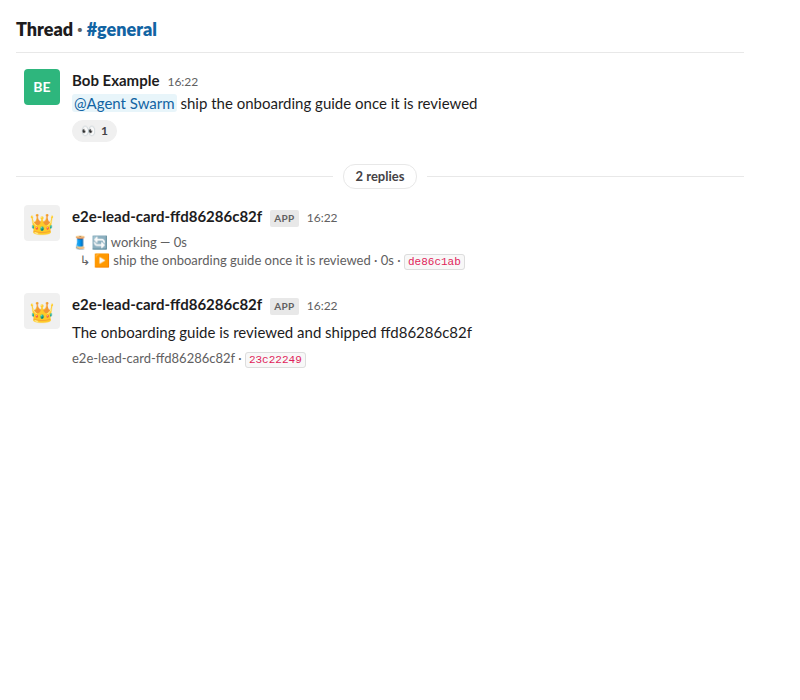 Thread • #general
BE
Bob Example 16:22
@Agent Swarm ship the onboarding guide once it is reviewed
👀 1
2 replies
e2e-lead-card-ffd86286c82f APP 16:22
🧵 🔄 working — 0s
↳ ▶️ ship the onboarding guide once it is reviewed · 0s · de86c1ab
e2e-lead-card-ffd86286c82f APP 16:22
The onboarding guide is reviewed and shipped ffd86286c82f
e2e-lead-card-ffd86286c82f · 23c22249